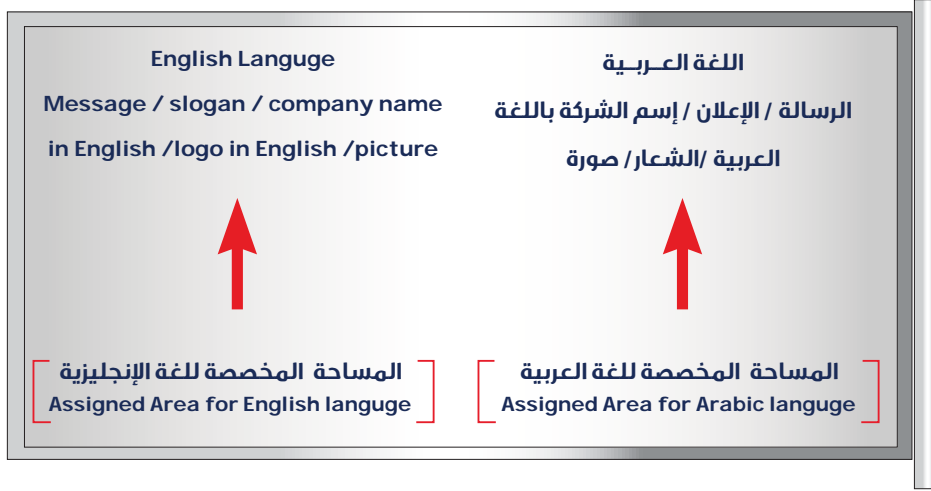 English Languge
Message / slogan / company name
in English /logo in English /picture
اللغة العــربــية
الرسالة / الإعلان / إسم الشركة باللغة
العربية /الشعار/ صورة
المساحة المخصصة للغة الإنجليزية
Assigned Area for English languge
المساحة المخصصة للغة العربية
Assigned Area for Arabic languge